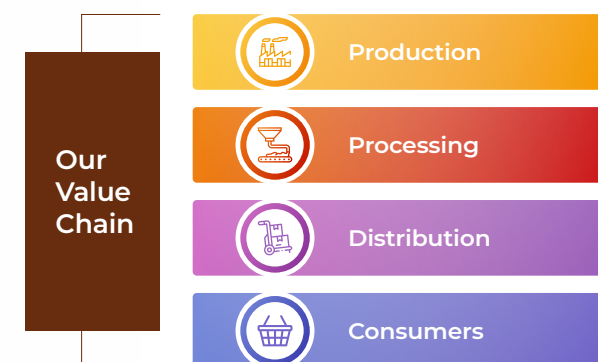 Our
Value
Chain
Production
Processing
Distribution
Consumers